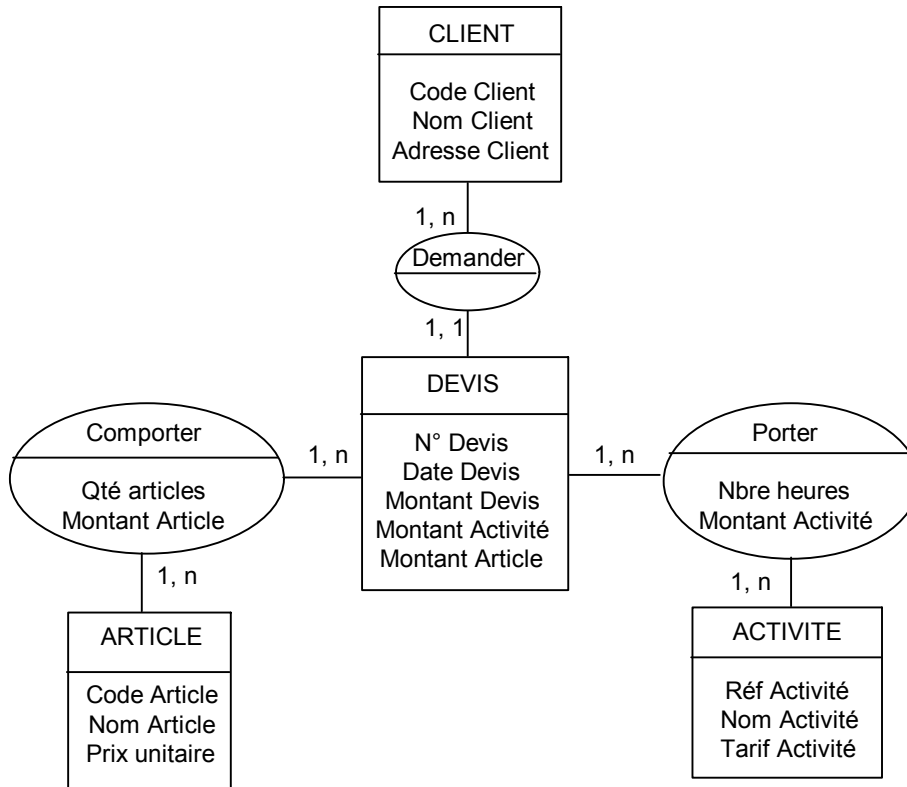 CLIENT
Code Client
Nom Client
Adresse Client
1, n
Demander
1, 1
DEVIS
N° Devis
Date Devis
Montant Devis
Montant Activité
Montant Article
Comporter
Qté articles
Montant Article
1, n
1, n
Porter
Nbre heures
Montant Activité
1, n
1, n
ARTICLE
Code Article
Nom Article
Prix unitaire
ACTIVITE
Réf Activité
Nom Activité
Tarif Activité